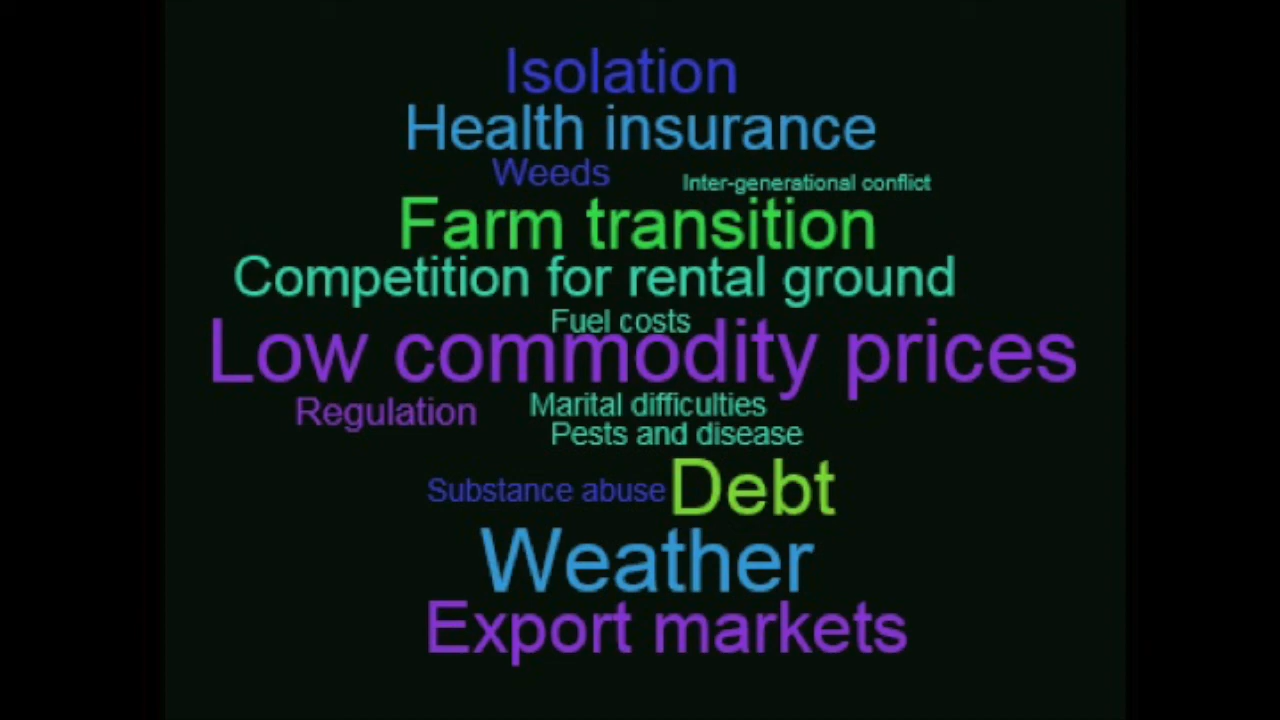 Isolation
Health insurance
Weeds
Inter-generational conflict
Farm transition
Competition for rental ground
Fuel costs
Low commodity prices
Regulation
Marital difficulties
Pests and disease
Substance abuse
Debt
Weather
Export markets